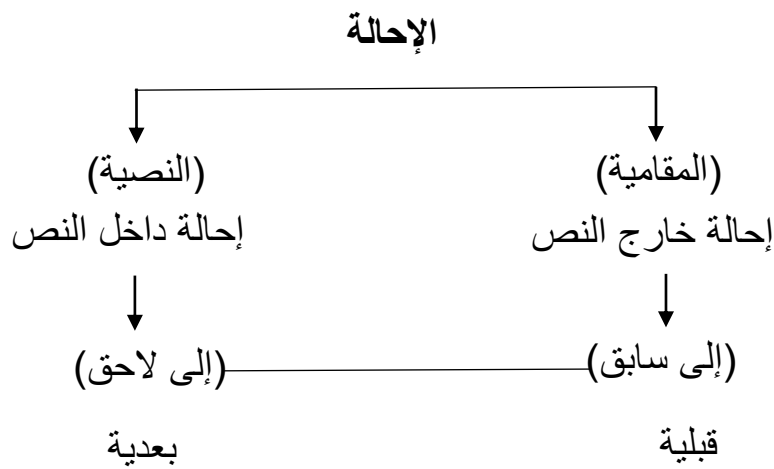 الإحالة
(المقامية) (النصية)
إحالة خارج النص إحالة داخل النص
(إلى سابق) (إلى لاحق)
قبلية بعدية